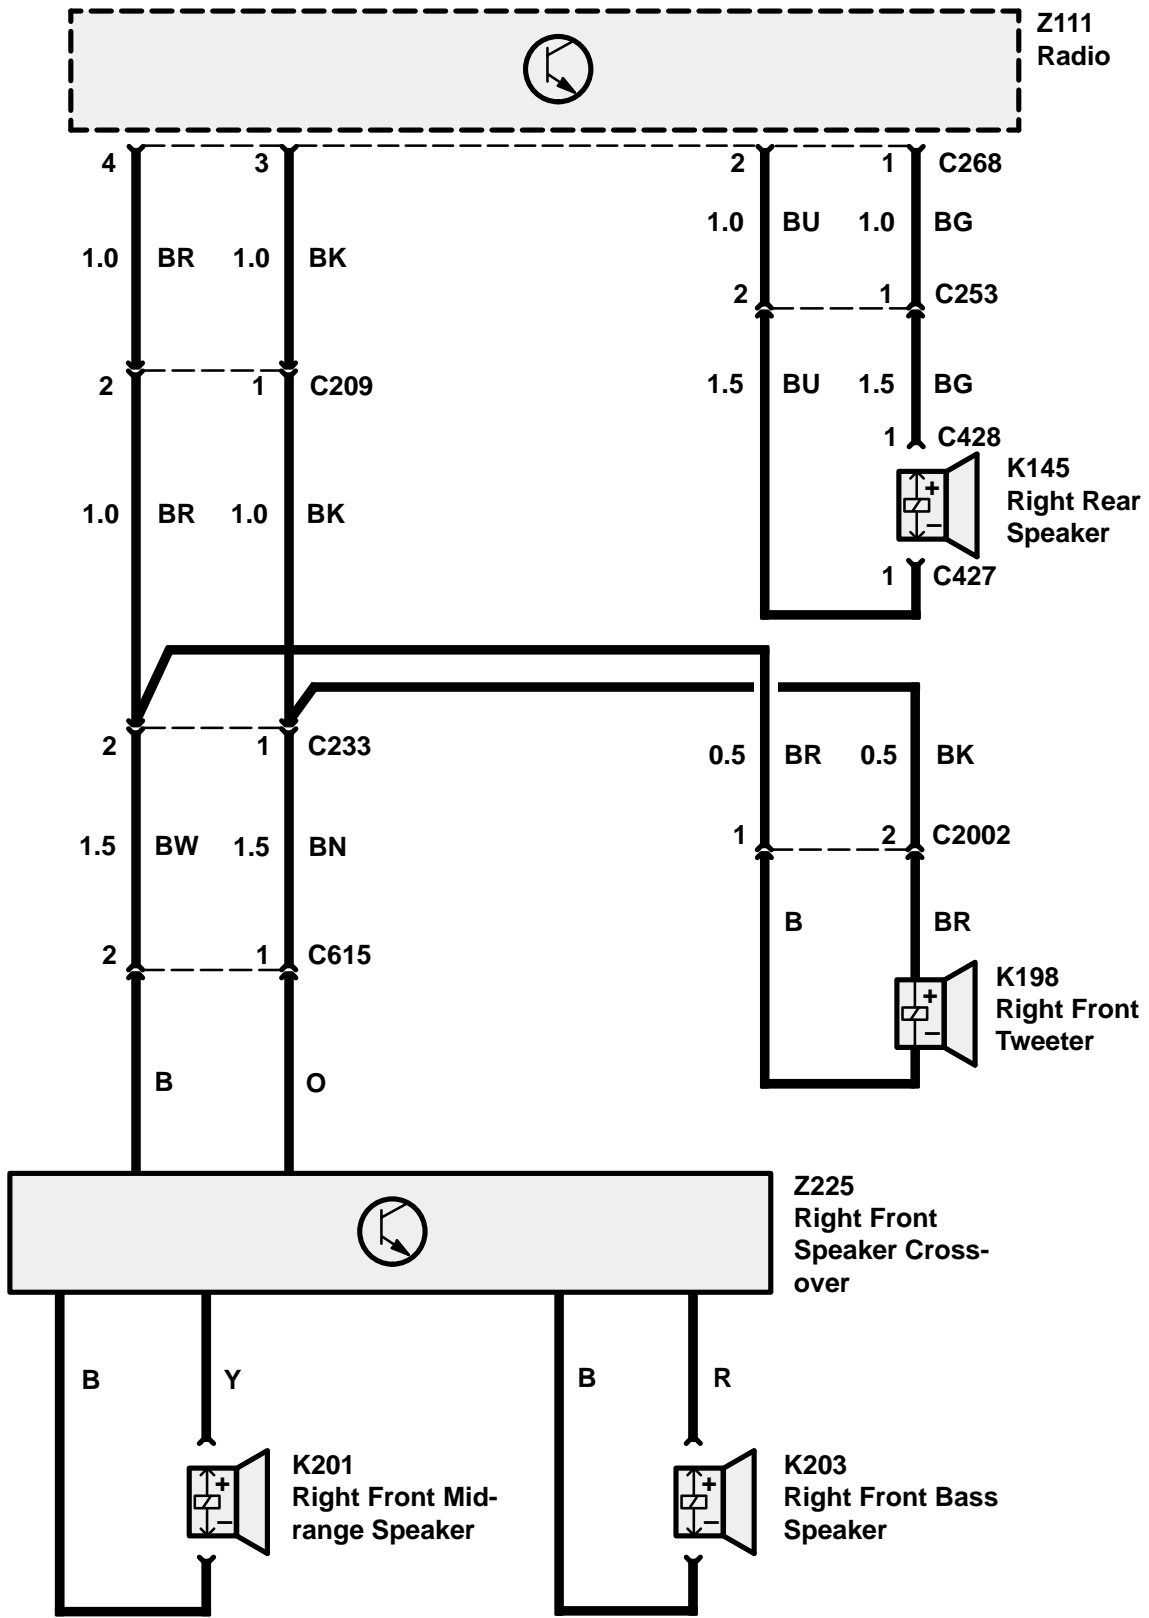 Z111
Radio
4 3 2 1 C268
1.0 BU 1.0 BG
1.0 BR 1.0 BK
2 1 C253
2 1 C209
1.5 BU 1.5 BG
1 C428
K145
Right Rear
Speaker
+
−
1.0 BR 1.0 BK
1 C427
2 1 C233
0.5 BR 0.5 BK
1 2 C2002
1.5 BW 1.5 BN
B BR
2 1 C615
K198
Right Front
Tweeter
+
−
B O
Z225
Right Front
Speaker Cross-
over
B Y B R
K201
Right Front Mid-
range Speaker
+
−
K203
Right Front Bass
Speaker
+
−